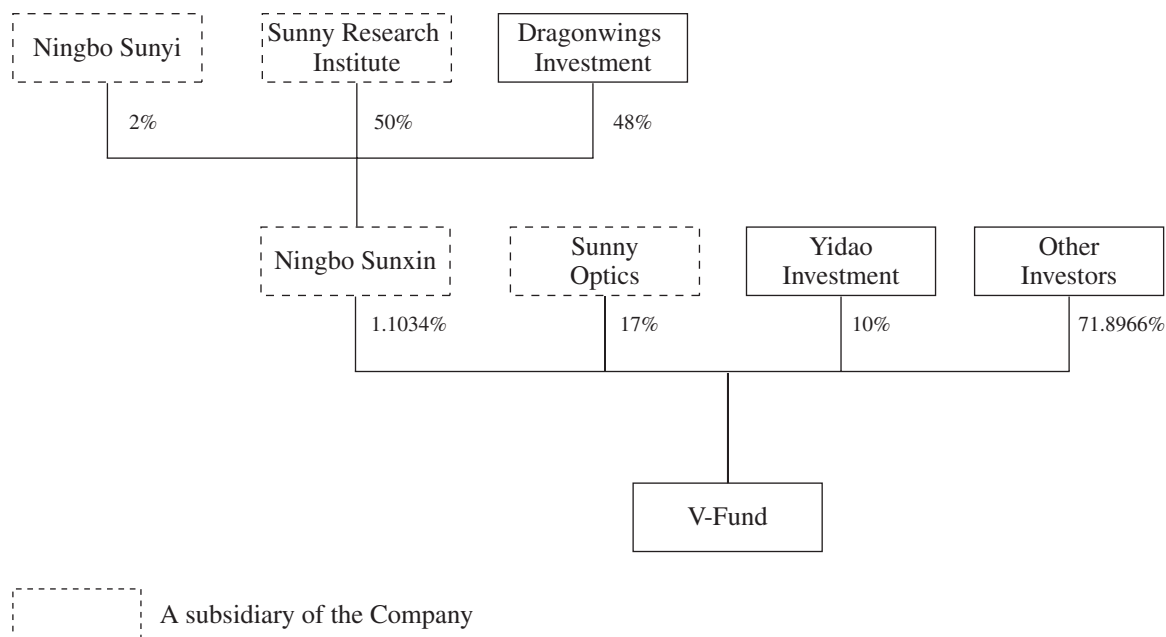 Ningbo Sunyi
Sunny Research
Institute
Dragonwings
Investment
2%
50%
48%
Ningbo Sunxin
Sunny
Optics
Yidao
Investment
Other
Investors
1.1034%
17%
10%
71.8966%
V-Fund
A subsidiary of the Company